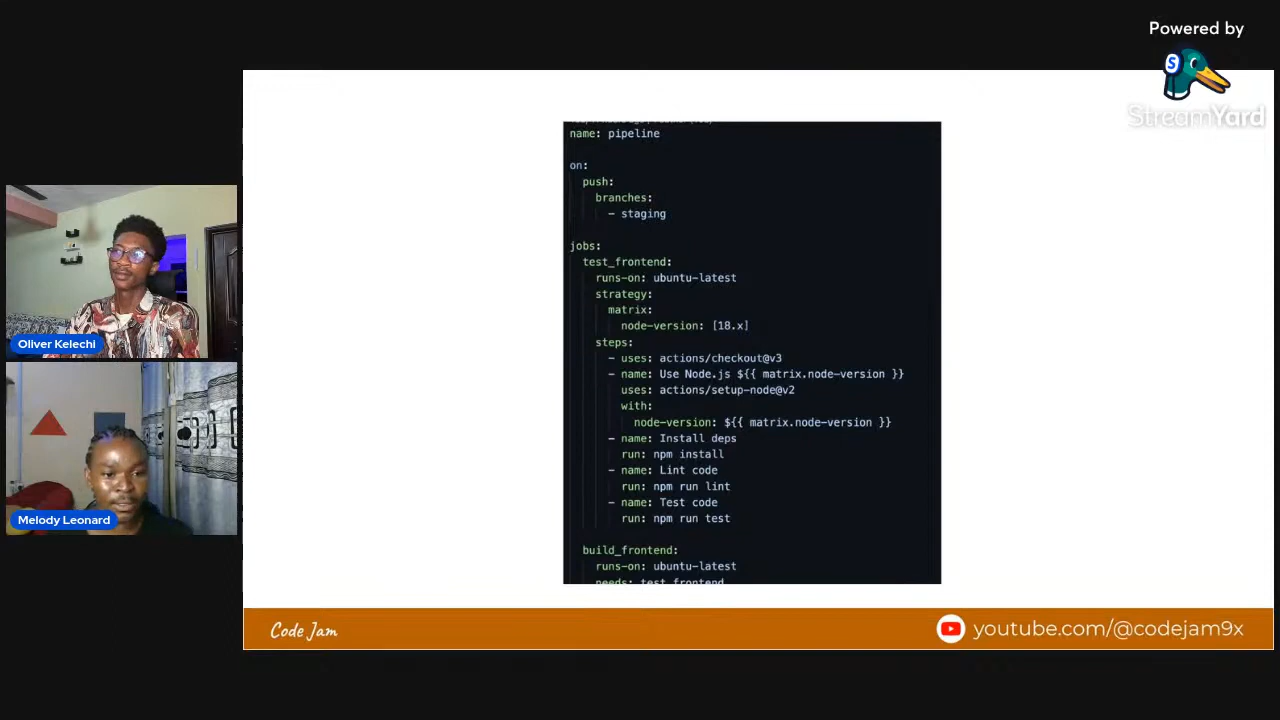 Powered by
StreamYard
name: pipeline
on:
push:
branches:
- staging
jobs:
test_frontend:
runs-on: ubuntu-latest
strategy:
matrix:
node-version: [18.x]
steps:
- uses: actions/checkout@v3
- name: Use Node.js ${{ matrix.node-version }}
uses: actions/setup-node@v2
with:
node-version: ${{ matrix.node-version }}
- name: Install deps
run: npm install
- name: Lint code
run: npm run lint
- name: Test code
run: npm run test
build_frontend:
runs-on: ubuntu-latest
needs: test_frontend
Oliver Kelechi
Melody Leonard
Code Jam
youtube.com/@codejam9x